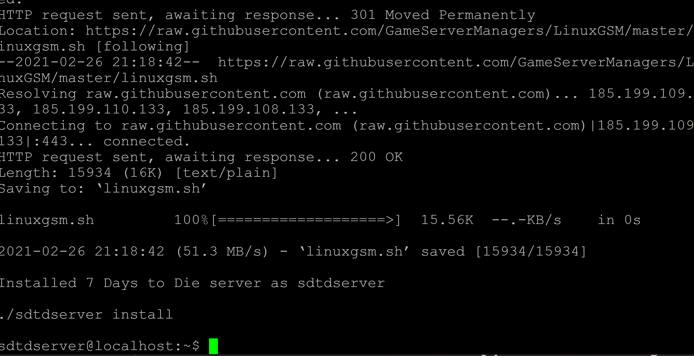 ed.
HTTP request sent, awaiting response... 301 Moved Permanently
Location: https://raw.githubusercontent.com/GameServerManagers/LinuxGSM/master/
inuxgsm.sh [following]
--2021-02-26 21:18:42-- https://raw.githubusercontent.com/GameServerManagers/L
nuxGSM/master/linuxgsm.sh
Resolving raw.githubusercontent.com (raw.githubusercontent.com)... 185.199.109.
33, 185.199.110.133, 185.199.108.133, ...
Connecting to raw.githubusercontent.com (raw.githubusercontent.com)|185.199.109
133|:443... connected.
HTTP request sent, awaiting response... 200 OK
Length: 15934 (16K) [text/plain]
Saving to: ‘linuxgsm.sh’
linuxgsm.sh 100%[===================>] 15.56K --.-KB/s in 0s
2021-02-26 21:18:42 (51.3 MB/s) - ‘linuxgsm.sh’ saved [15934/15934]
Installed 7 Days to Die server as sdtdserver
./sdtdserver install
sdtdserver@localhost:~$